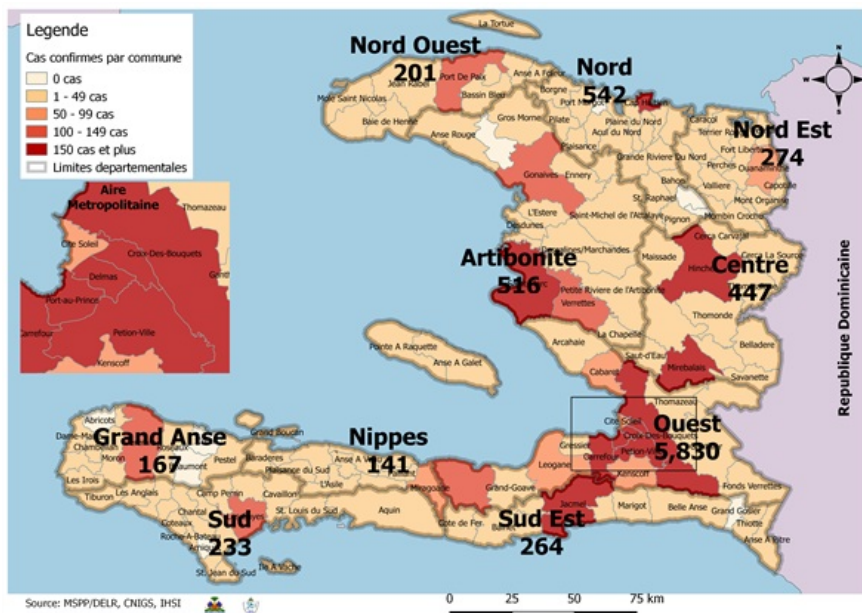 Legende
Cas confirmes par commune
0 cas
1 - 49 cas
50 - 99 cas
100 - 149 cas
150 cas et plus
Limites departementales
La Tortue
Nord Ouest
201
Port De Paix
Jean Rabel
Mole Saint Nicolas
Bassin Bleu
Anse A Foleur
Baie de Henne
Anse Rouge
Nord
542
Borgne
Port Margot
Pilate
Plaine du Nord
Acul du Nord
Plaisance
Gros Morne
Grande Riviere Du Nord
Caracol
Terrier Rouge
Nord Est
274
Fort Liberte
Perches
Ouanaminthe
Capotille
Valliere
Mont Organise
Mombin Crochu
Bahon
St. Raphael
Pignon
Gonaives
Ennery
Saint-Michel de l'Attalaye
L'Estere
Desdunes
Dessalines/Marchandes
Artibonite
516
Petite Riviere de l'Artibonite
Verrettes
La Chapelle
Cerca Carvajal
Cerca La Source
Maissade
Centre
447
Thomonde
Belladere
Mirebalais
Saut-d'Eau
Savanette
Aire
Metropolitaine
Thomazeau
Cite Soleil
Croix-Des-Bouquets
Delmas
Port-au-Prince
Carrefour
Petion-Ville
Kenscoff
Pointe A Raquette
Anse A Galet
Arcahaie
Cabaret
Thomazeau
Cite Soleil
Croix-Des-Bouquets
Ouest
5,830
Gressier
Carrefour
Petion-Ville
Kenscoff
Leogane
Grand-Goave
Fonds Verrettes
Abricots
Grand Anse
167
Chambellan
Moron
Roseaux
Les Irois
Pestel
Grand Boucan
Baraderes
Plaisance du Sud
L'Asile
Nippes
141
Miragoane
Tiburon
Les Anglais
Camp Perrin
Cavaillon
Chantal
Coteaux
Roche-A-Bateau
Sud
233
St. Louis du Sud
Aquin
St. Jean du Sud
Ile A Vache
Cote de Fer
Jacmel
Sud Est
264
Marigot
Belle Anse
Grand Gosier
Thiotte
Anse A Pitre
Republique Dominicaine
N
W
E
S
Source: MSPP/DELR, CNIGS, IHSI
0 25 50 75 km